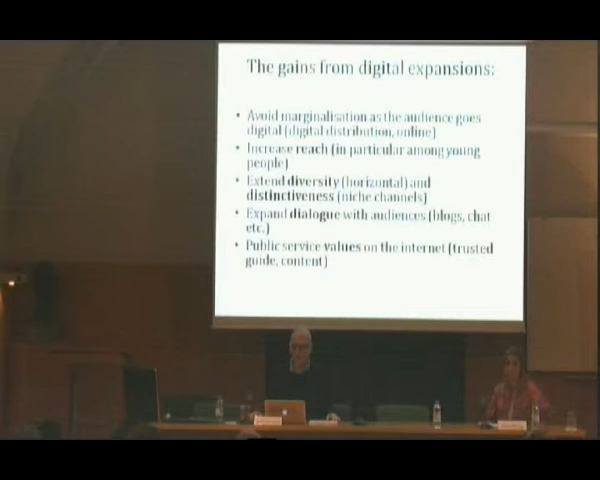 The gains from digital expansions:
• Avoid marginalisation as the audience goes
digital (digital distribution, online)
• Increase reach (in particular among young
people)
• Extend diversity (horizontal) and
distinctiveness (niche channels)
• Expand dialogue with audiences (blogs, chat
etc.)
• Public service values on the internet (trusted
guide, content)